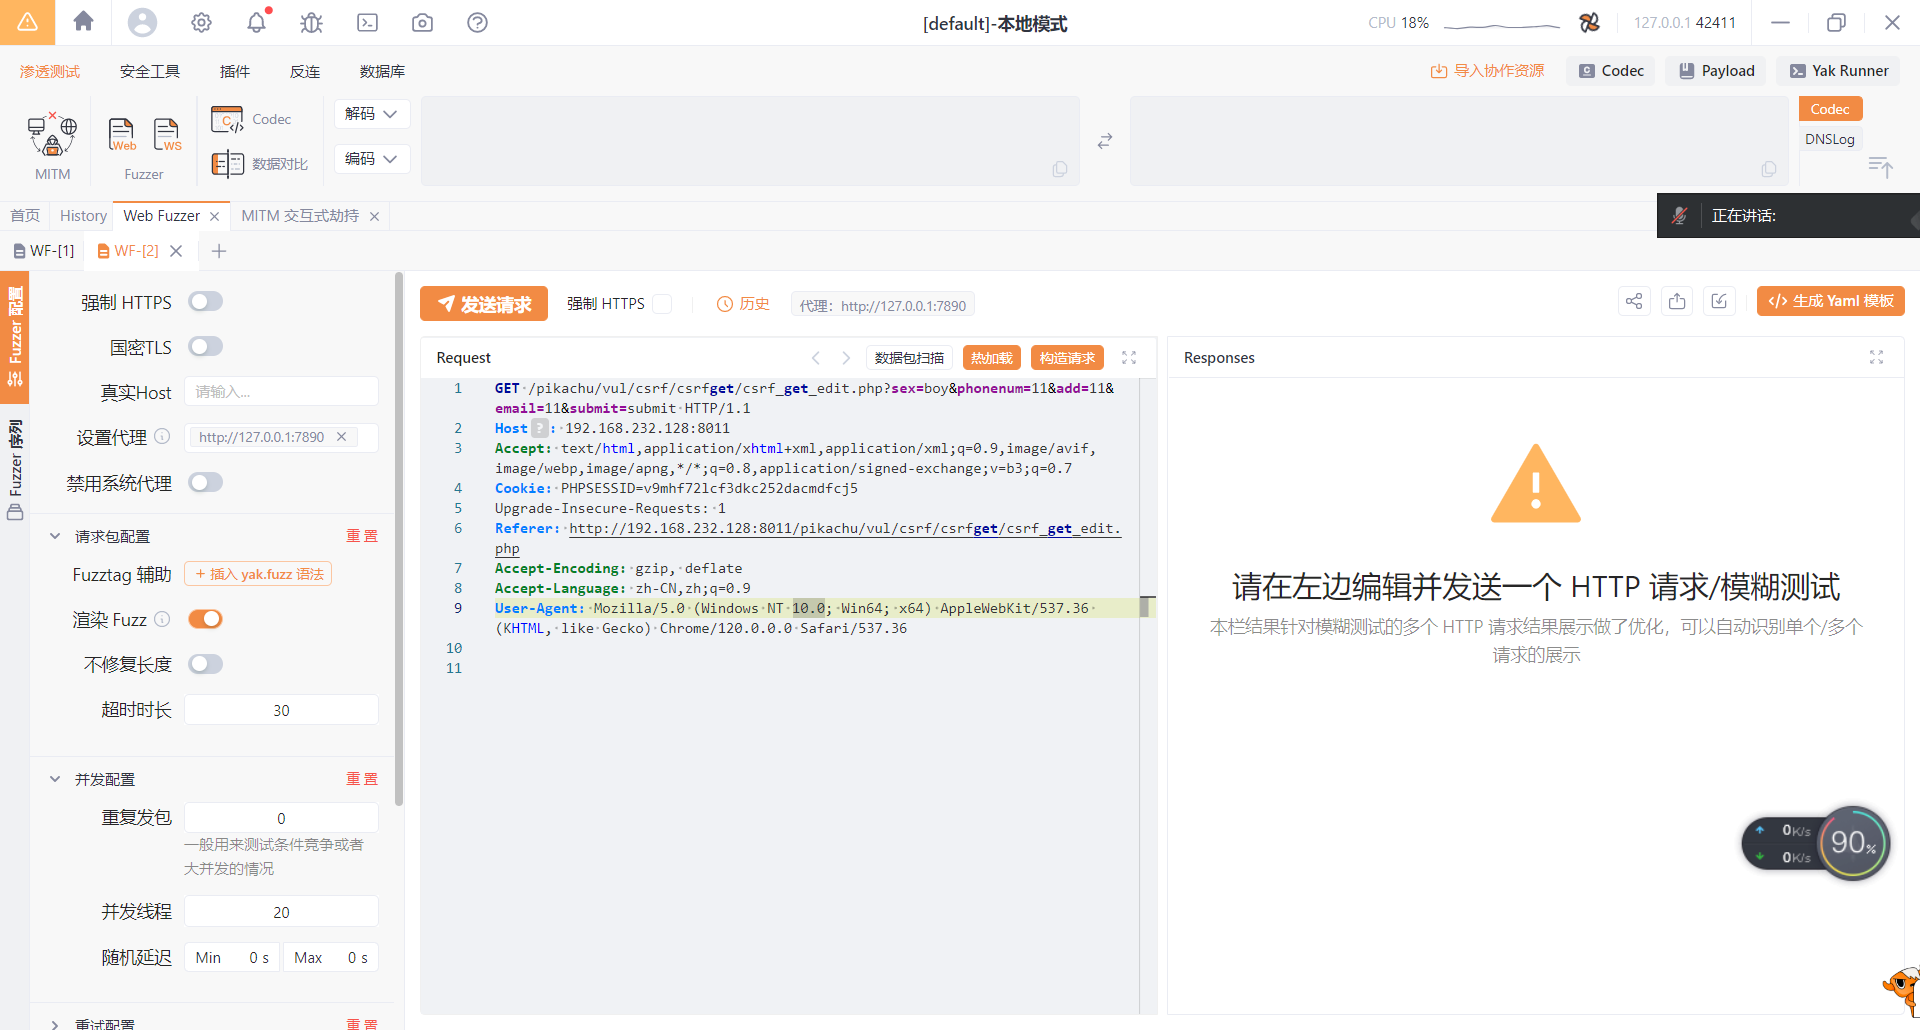 [default]-本地模式
CPU 18%
127.0.0.1 42411
渗透测试 安全工具 插件 反连 数据库
导入协作资源 Codec Payload Yak Runner
MITM
Web WS
Fuzzer
Codec
数据对比
解码
编码
Codec
DNSLog
首页 History Web Fuzzer MITM 交互式劫持
正在讲话:
WF-[1] WF-[2]
Fuzzer 配置
Fuzzer 序列
强制 HTTPS
国密TLS
真实Host 请输入...
设置代理 http://127.0.0.1:7890
禁用系统代理
请求包配置 重置
Fuzztag 辅助 + 插入 yak.fuzz 语法
渲染 Fuzz
不修复长度
超时时长 30
并发配置 重置
重复发包 0
一般用来测试条件竞争或者
大并发的情况
并发线程 20
随机延迟 Min 0 s Max 0 s
重试配置 重置
发送请求 强制 HTTPS 历史 代理: http://127.0.0.1:7890
生成 Yaml 模板
Request 数据包扫描 热加载 构造请求
1 GET /pikachu/vul/csrf/csrfget/csrf_get_edit.php?sex=boy&phonenum=11&add=11&
email=11&submit=submit HTTP/1.1
2 Host ? : 192.168.232.128:8011
3 Accept: text/html,application/xhtml+xml,application/xml;q=0.9,image/avif,
image/webp,image/apng,*/*;q=0.8,application/signed-exchange;v=b3;q=0.7
4 Cookie: PHPSESSID=v9mhf72lcf3dkc252dacmdfcj5
5 Upgrade-Insecure-Requests: 1
6 Referer: http://192.168.232.128:8011/pikachu/vul/csrf/csrfget/csrf_get_edit.
php
7 Accept-Encoding: gzip, deflate
8 Accept-Language: zh-CN,zh;q=0.9
9 User-Agent: Mozilla/5.0 (Windows NT 10.0; Win64; x64) AppleWebKit/537.36
(KHTML, like Gecko) Chrome/120.0.0.0 Safari/537.36
10
11
Responses
请在左边编辑并发送一个 HTTP 请求/模糊测试
本栏结果针对模糊测试的多个 HTTP 请求结果展示做了优化，可以自动识别单个/多个
请求的展示
0K/s
0K/s
90%